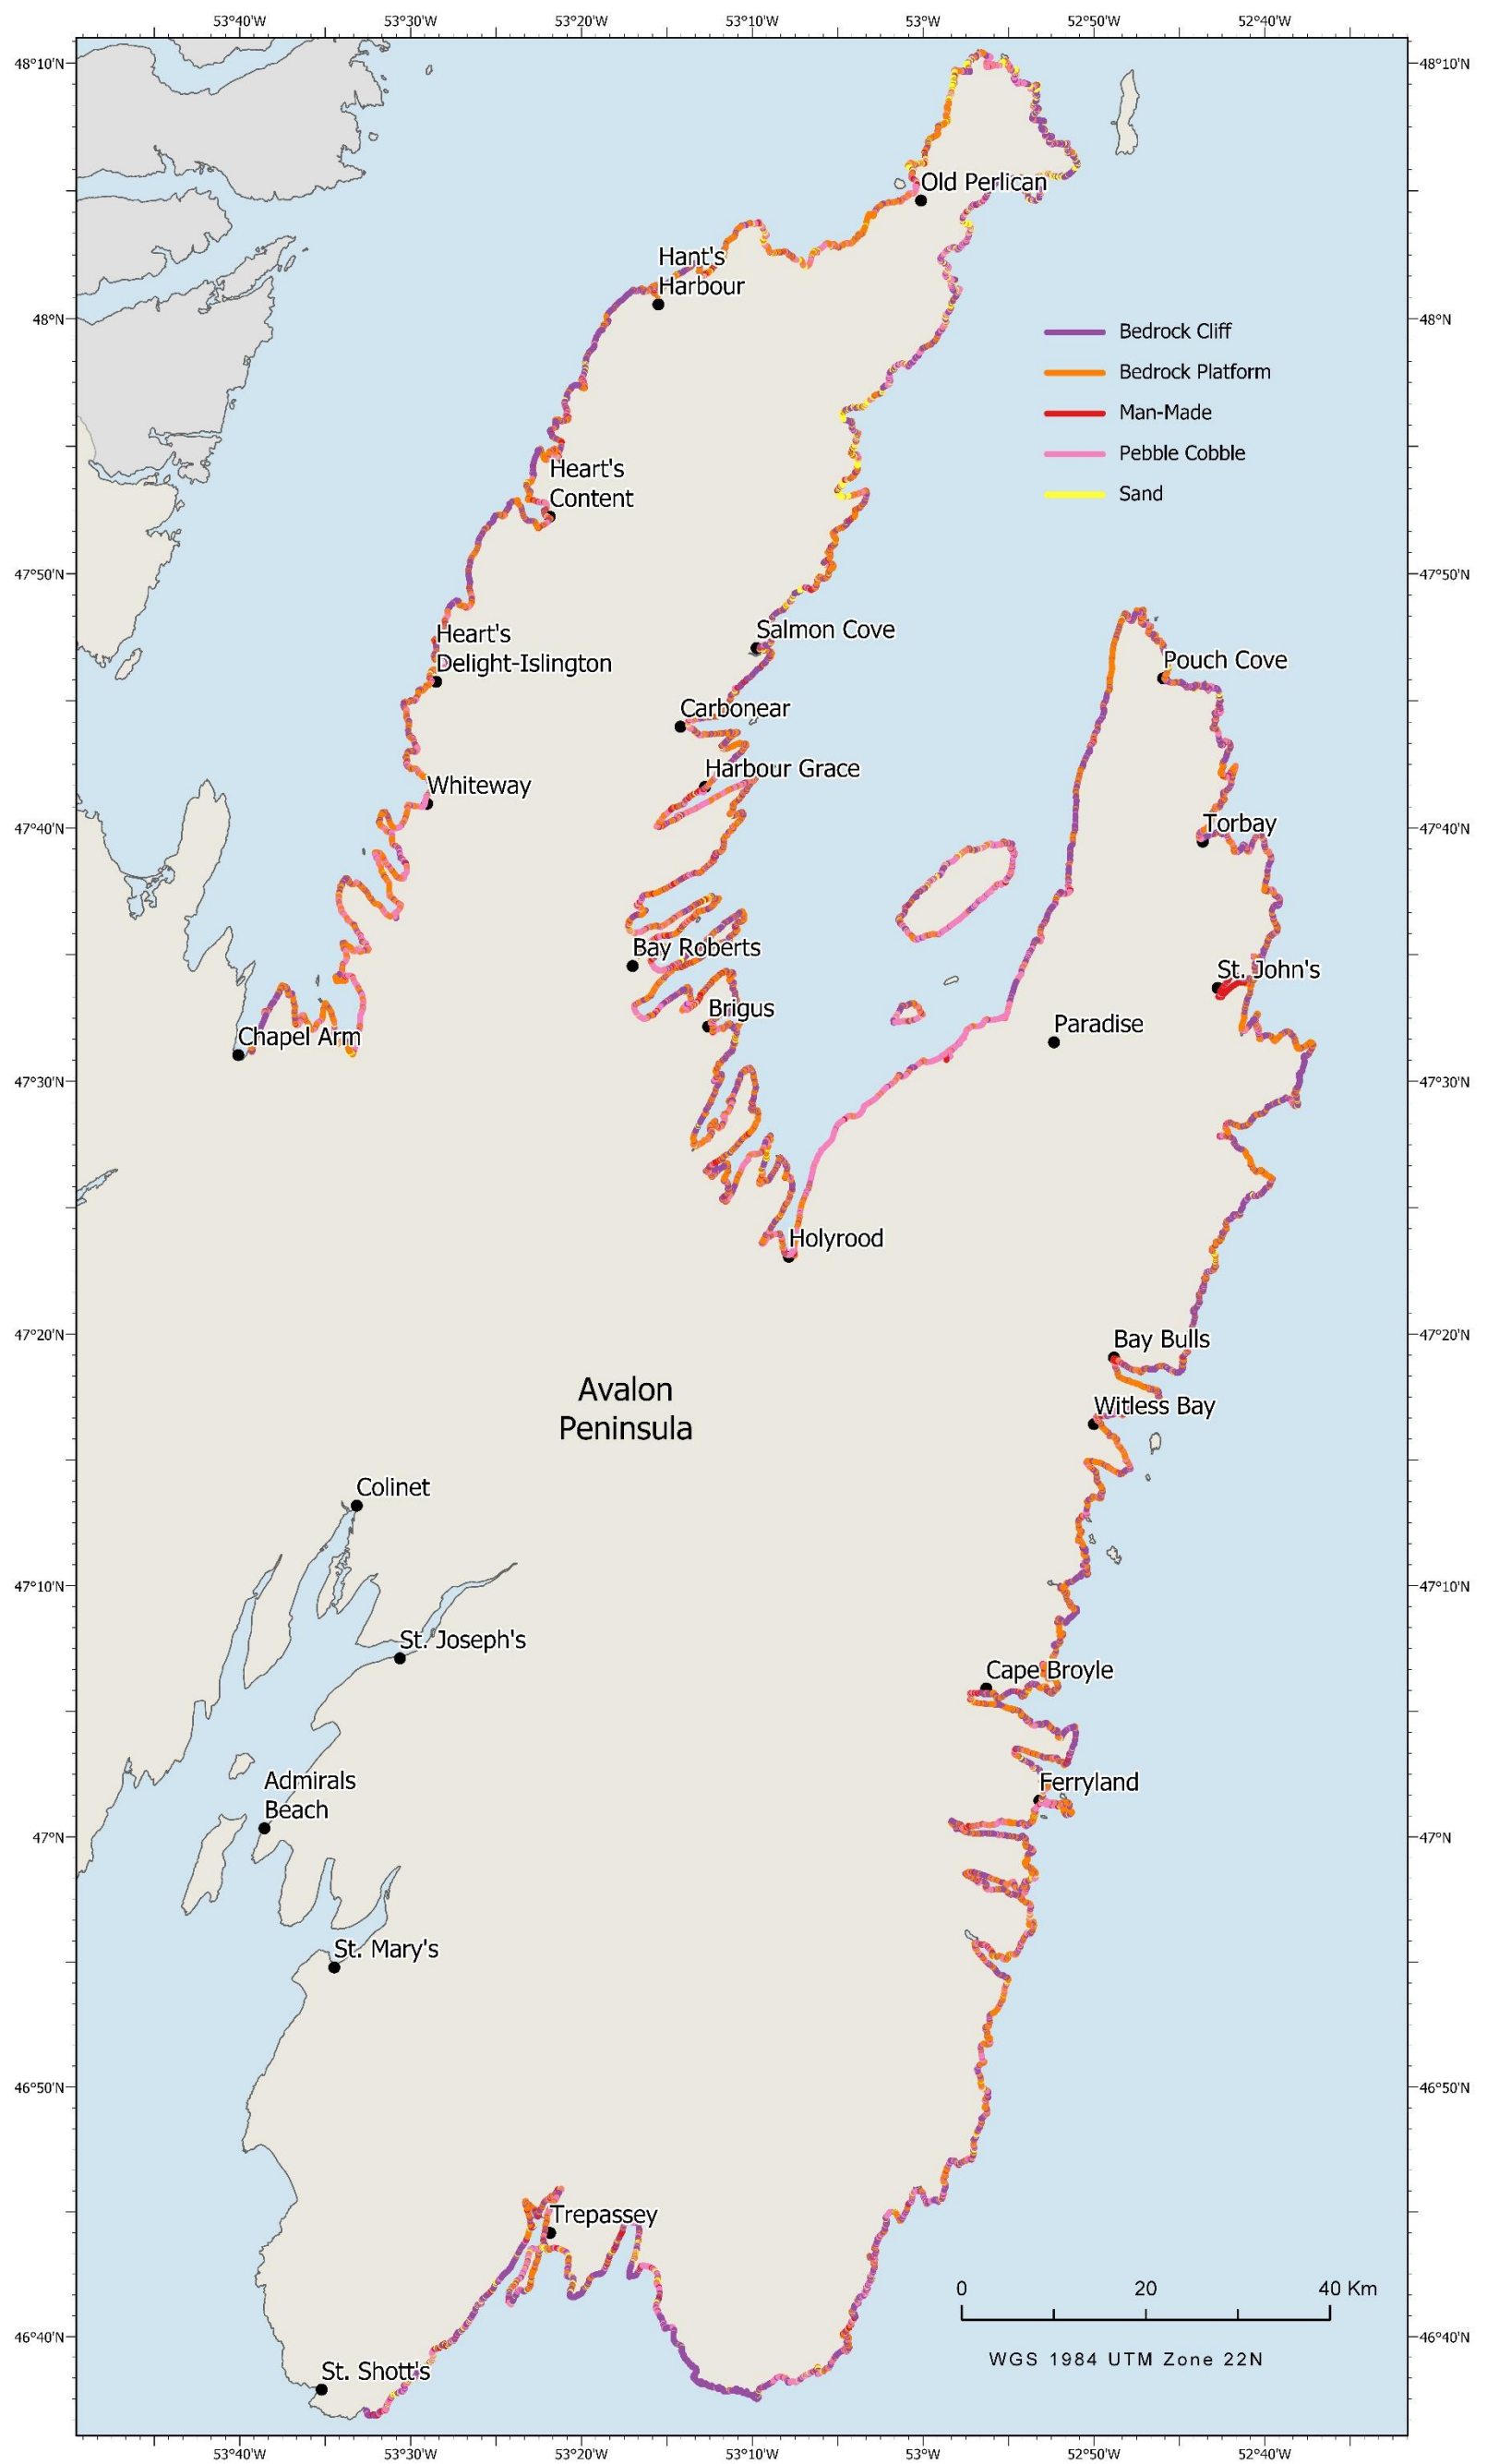 53°40'W 53°30'W 53°20'W 53°10'W 53°W 52°50'W 52°40'W
48°10'N 48°10'N
Old Perlican
Hant's
Harbour
48°N 48°N
Bedrock Cliff
Bedrock Platform
Man-Made
Pebble Cobble
Sand
Heart's
Content
47°50'N 47°50'N
Salmon Cove
Heart's
Delight-Islington
Pouch Cove
Carbonear
Harbour Grace
Whiteway
47°40'N 47°40'N
Torbay
Bay Roberts
St. John's
Brigus
Paradise
Chapel Arm
47°30'N 47°30'N
Holyrood
47°20'N 47°20'N
Bay Bulls
Avalon
Peninsula
Witless Bay
Colinet
47°10'N 47°10'N
St. Joseph's
Cape Broyle
Admirals
Beach
Ferryland
47°N 47°N
St. Mary's
46°50'N 46°50'N
Trepassey
0 20 40 Km
46°40'N 46°40'N
WGS 1984 UTM Zone 22N
St. Shott's
53°40'W 53°30'W 53°20'W 53°10'W 53°W 52°50'W 52°40'W